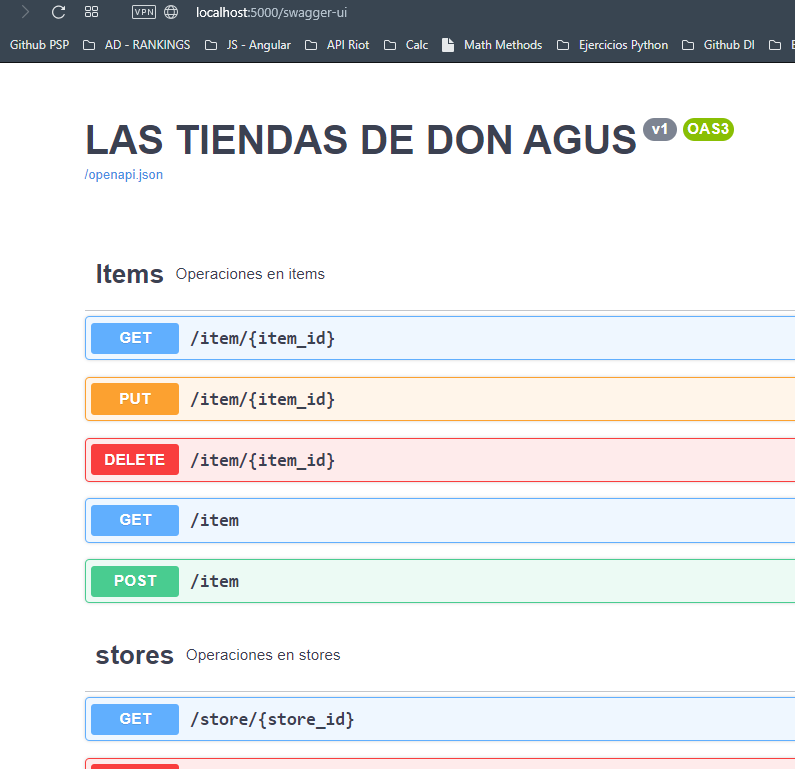 VPN localhost:5000/swagger-ui
Github PSP AD - RANKINGS JS - Angular API Riot Calc Math Methods Ejercicios Python Github DI
LAS TIENDAS DE DON AGUS v1 OAS3
/openapi.json
Items Operaciones en items
GET /item/{item_id}
PUT /item/{item_id}
DELETE /item/{item_id}
GET /item
POST /item
stores Operaciones en stores
GET /store/{store_id}